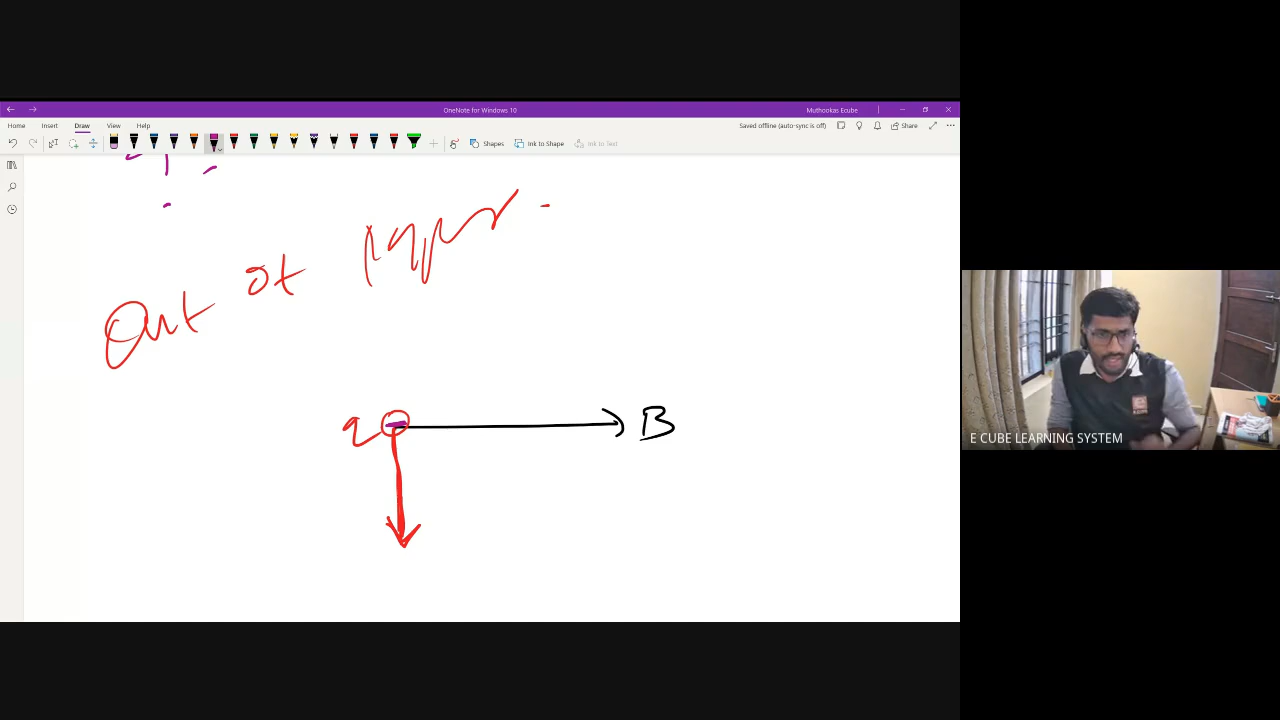 OneNote for Windows 10
Muthookas Ecube
Home Insert Draw View Help
Saved offline (auto-sync is off)
Share
Shapes
Ink to Shape
Ink to Text
Out of
q
B
E CUBE LEARNING SYSTEM